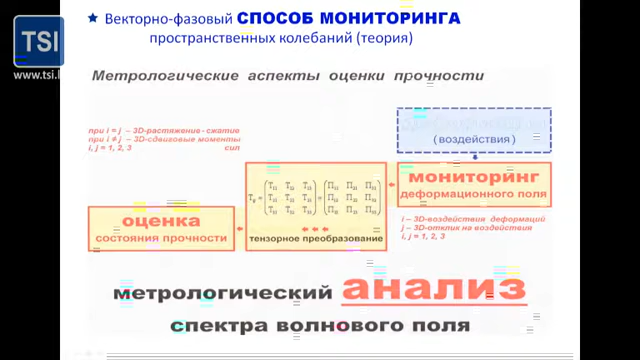 Векторно-фазовый СПОСОБ МОНИТОРИНГА
пространственных колебаний (теория)
TSI
www.tsi.l
Метрологические аспекты оценки прочности
при i = j – 3D-растяжение-сжатие
при i ≠ j – 3D-сдвиговые моменты
i, j = 1, 2, 3 сил
(воздействия)
мониторинг
деформационного поля
тензорное преобразование
оценка
состояния прочности
i – 3D-воздействия деформаций
j – 3D-отклик на воздействия
i, j = 1, 2, 3
метрологический анализ
спектра волнового поля